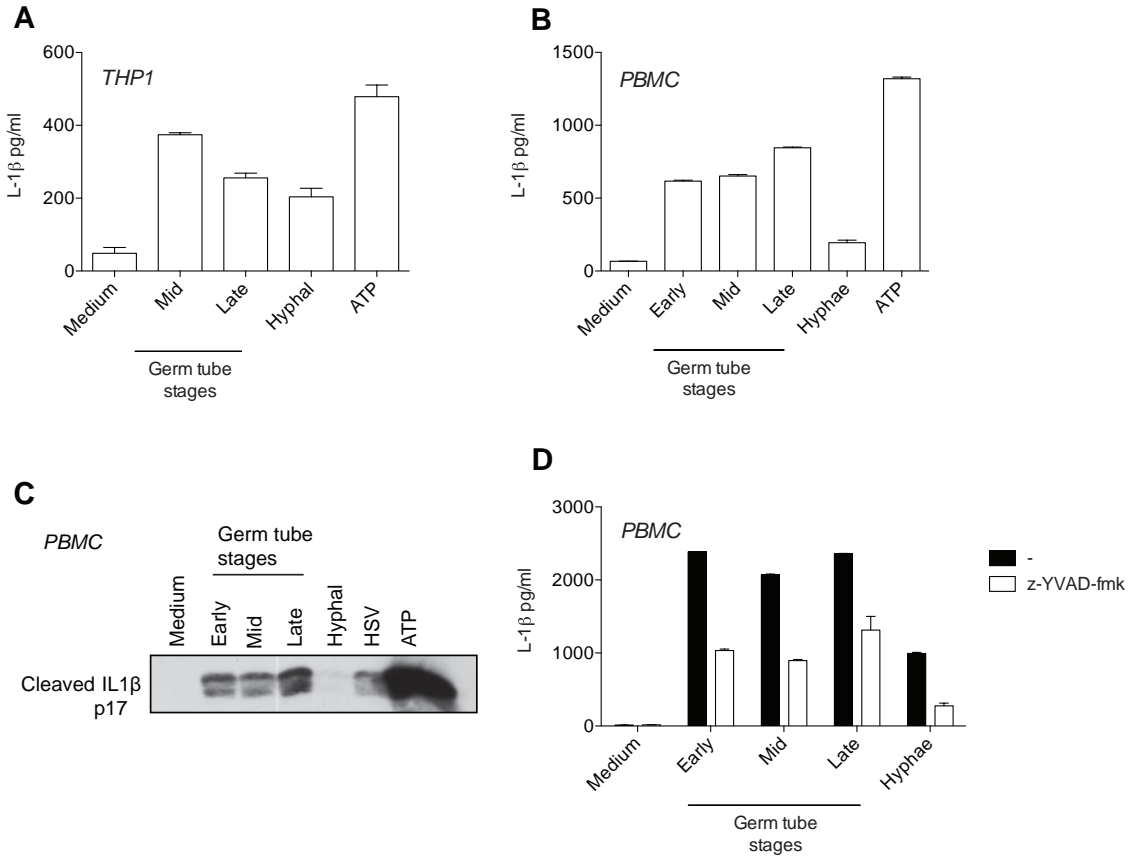 A
THP1
600
400
200
0
L-1β pg/ml
Medium
Mid
Late
Hyphal
ATP
Germ tube
stages
B
PBMC
1500
1000
500
0
L-1β pg/ml
Medium
Early
Mid
Late
Hyphae
ATP
Germ tube
stages
C
PBMC
Germ tube
stages
Medium
Early
Mid
Late
Hyphal
HSV
ATP
Cleaved IL1β
p17
D
PBMC
3000
2000
1000
0
L-1β pg/ml
-
z-YVAD-fmk
Medium
Early
Mid
Late
Hyphae
Germ tube
stages